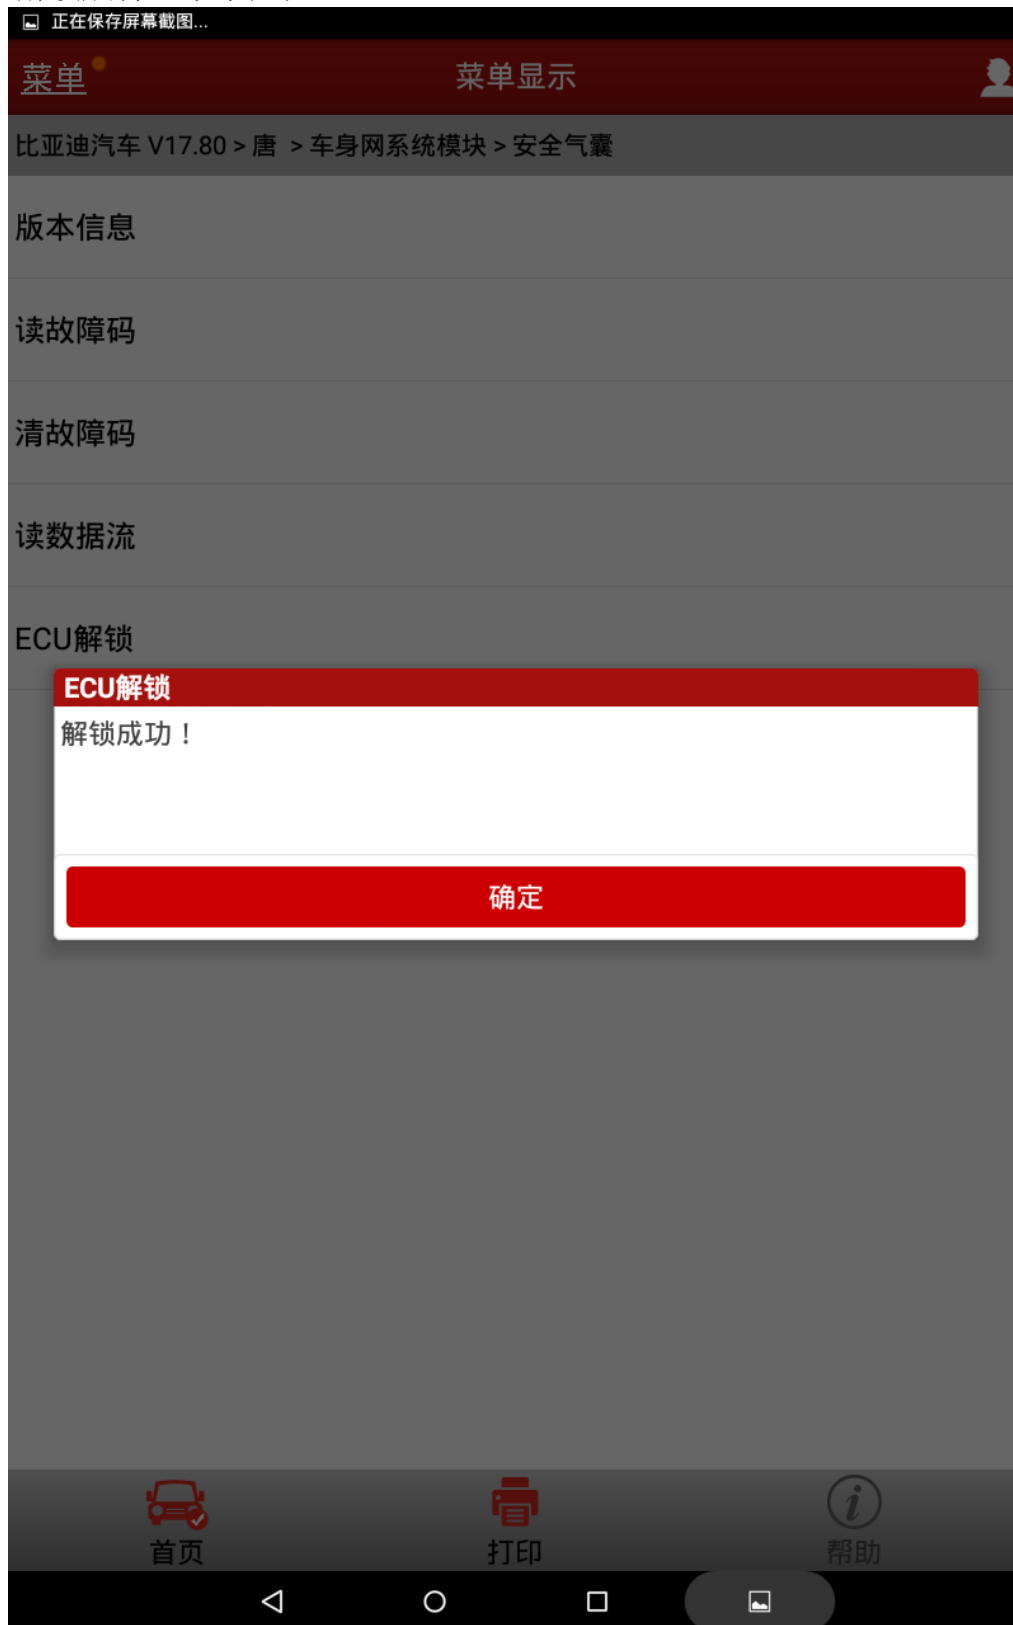 正在保存屏幕截图...
菜单
菜单显示
比亚迪汽车 V17.80 > 唐 > 车身网系统模块 > 安全气囊
版本信息
读故障码
清故障码
读数据流
ECU解锁
ECU解锁
解锁成功！
确定
首页
打印
帮助